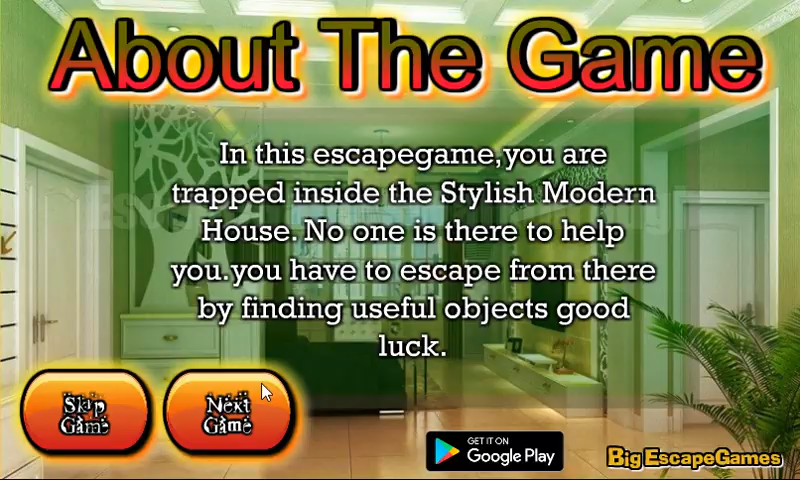 About The Game
In this escapegame,you are
trapped inside the Stylish Modern
House. No one is there to help
you.you have to escape from there
by finding useful objects good
luck.
Skip
Game
Next
Game
GET IT ON
Google Play
Big EscapeGames